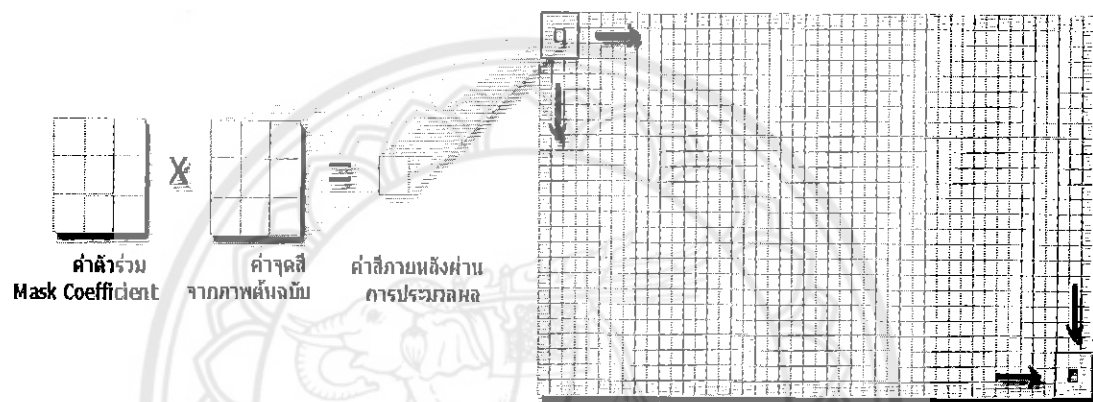 X
=
ค่าตัวร่วม
Mask Coefficient
ค่าจุดสี
จากภาพต้นฉบับ
ค่าสีภายหลังผ่าน
การประมวลผล